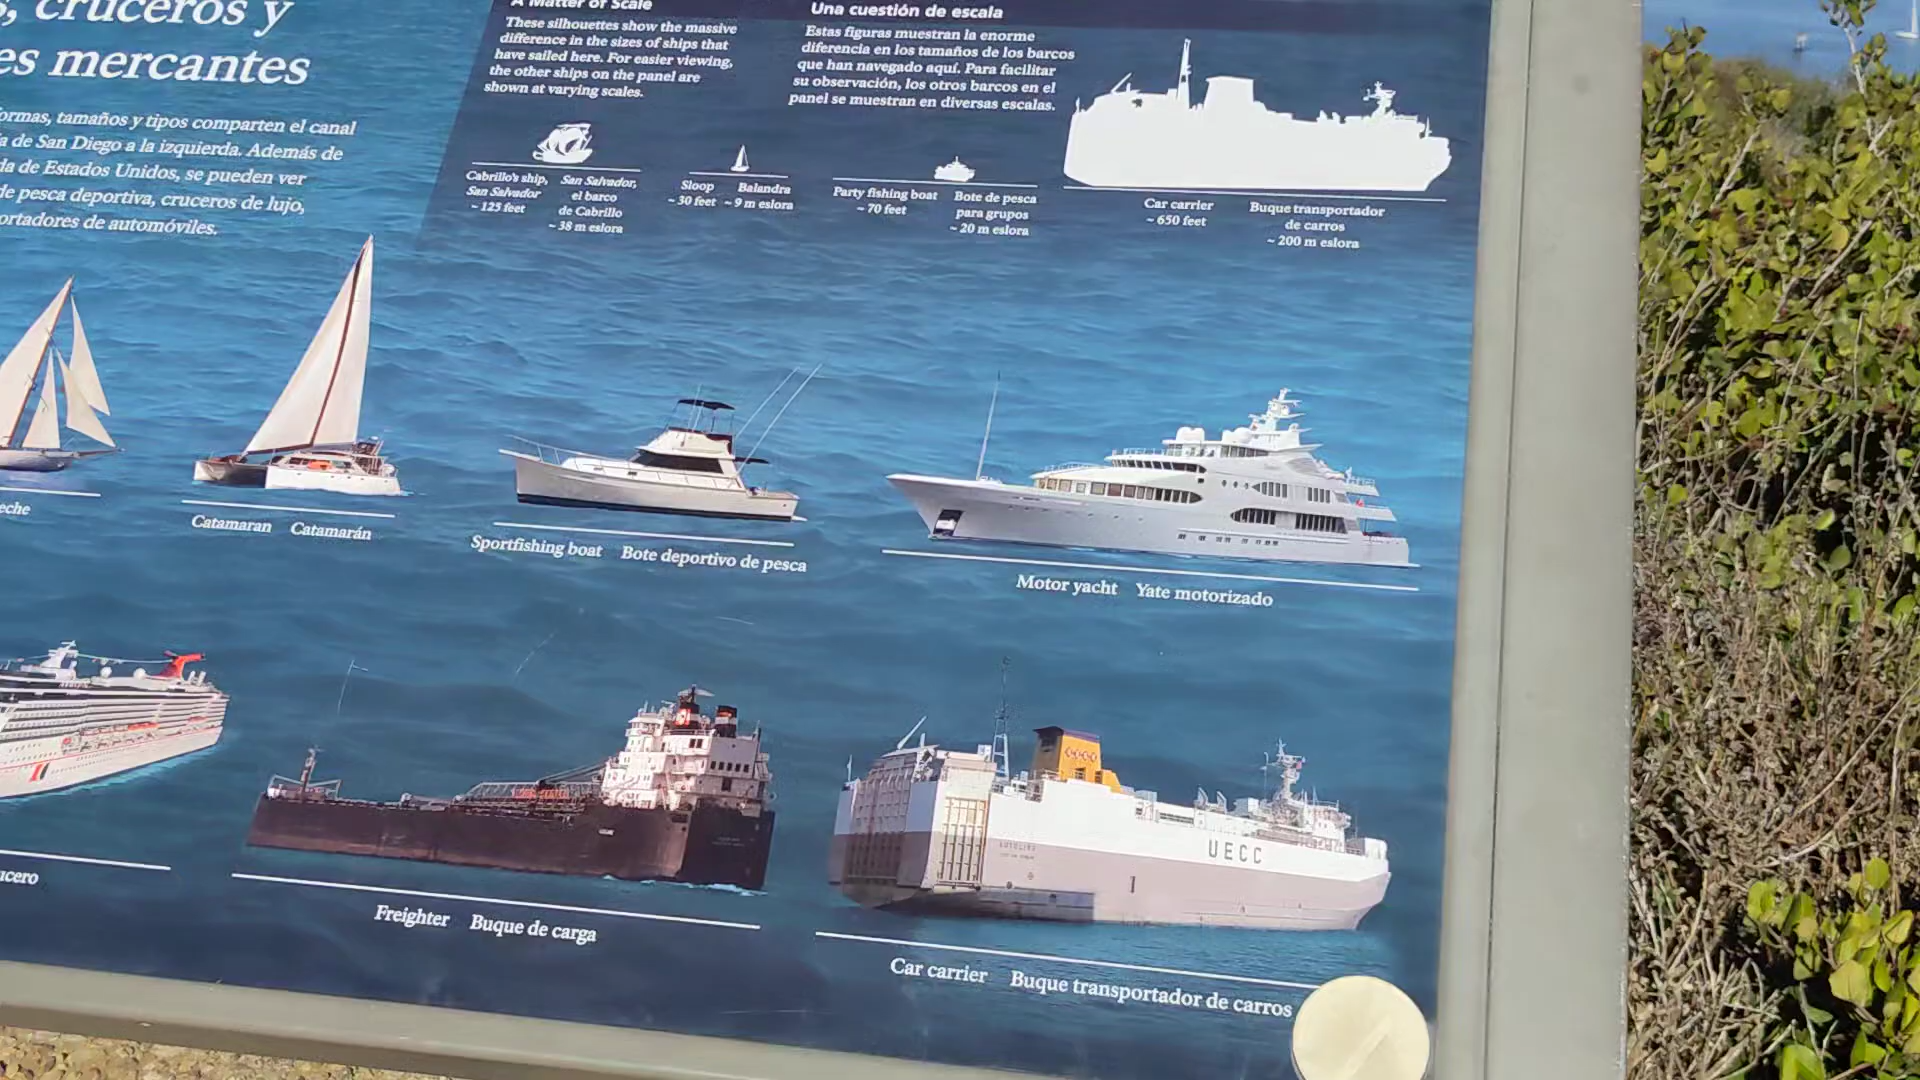 cruceros y
es mercantes
ormas, tamaños y tipos comparten el canal
a de San Diego a la izquierda. Además de
da de Estados Unidos, se pueden ver
de pesca deportiva, cruceros de lujo,
ortadores de automóviles.
A Matter of Scale
These silhouettes show the massive
difference in the sizes of ships that
have sailed here. For easier viewing,
the other ships on the panel are
shown at varying scales.
Una cuestión de escala
Estas figuras muestran la enorme
diferencia en los tamaños de los barcos
que han navegado aquí. Para facilitar
su observación, los otros barcos en el
panel se muestran en diversas escalas.
Cabrillo's ship,
San Salvador
~ 125 feet
San Salvador,
el barco
de Cabrillo
~ 38 m eslora
Sloop
~ 30 feet
Balandra
~ 9 m eslora
Party fishing boat
~ 70 feet
Bote de pesca
para grupos
~ 20 m eslora
Car carrier
~ 650 feet
Buque transportador
de carros
~ 200 m eslora
eche
Catamaran Catamarán
Sportfishing boat Bote deportivo de pesca
Motor yacht Yate motorizado
ucero
Freighter Buque de carga
UECC
Car carrier Buque transportador de carros